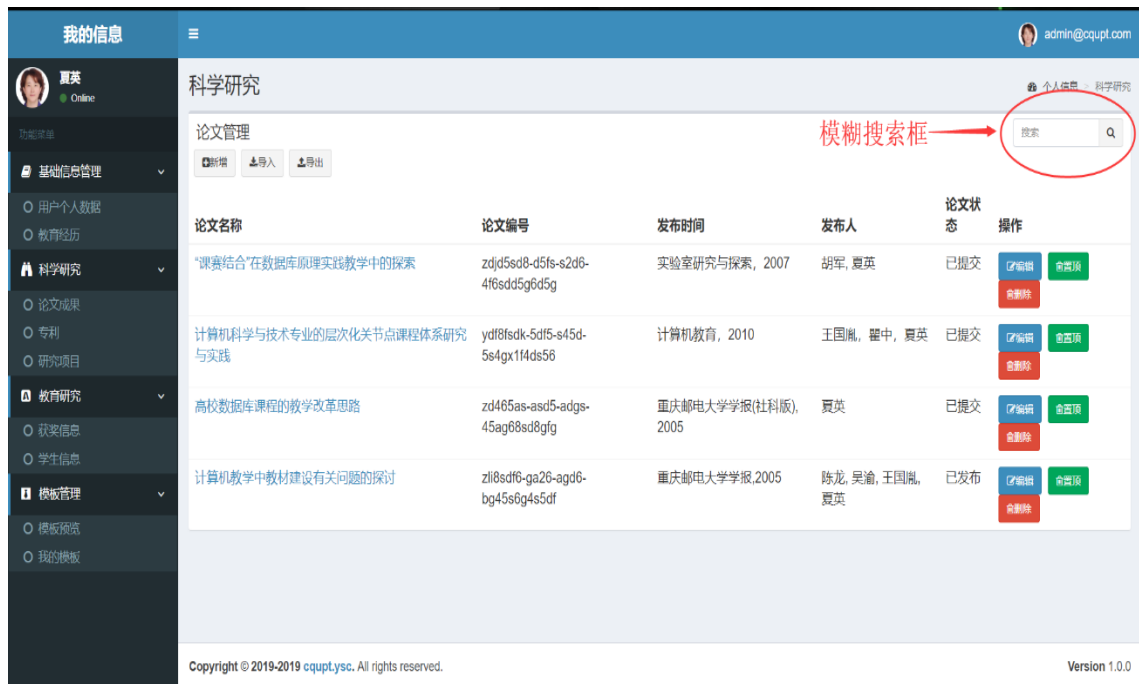 我的信息
admin@cqupt.com
夏英
Online
功能菜单
基础信息管理
用户个人数据
教育经历
科学研究
论文成果
专利
研究项目
教育研究
获奖信息
学生信息
模板管理
模板预览
我的模板
科学研究
个人信息 > 科学研究
论文管理
模糊搜索框
搜索
新增 导入 导出
论文名称 论文编号 发布时间 发布人 论文状
态 操作
“课赛结合”在数据库原理实践教学中的探索 zdjd5sd8-d5fs-s2d6- 实验室研究与探索，2007 胡军, 夏英 已提交 编辑 置顶
4f6sdd5g6d5g 删除
计算机科学与技术专业的层次化关节点课程体系研究 ydf8fsdk-5df5-s45d- 计算机教育，2010 王国胤，瞿中，夏英 已提交 编辑 置顶
与实践 5s4gx1f4ds56 删除
高校数据库课程的教学改革思路 zd465as-asd5-adgs- 重庆邮电大学学报(社科版), 夏英 已提交 编辑 置顶
45ag68sd8gfg 2005 删除
计算机教学中教材建设有关问题的探讨 zli8sdf6-ga26-agd6- 重庆邮电大学学报,2005 陈龙, 吴渝, 王国胤, 已发布 编辑 置顶
bg45s6g4s5df 夏英 删除
Copyright © 2019-2019 cqupt.ysc. All rights reserved.
Version 1.0.0